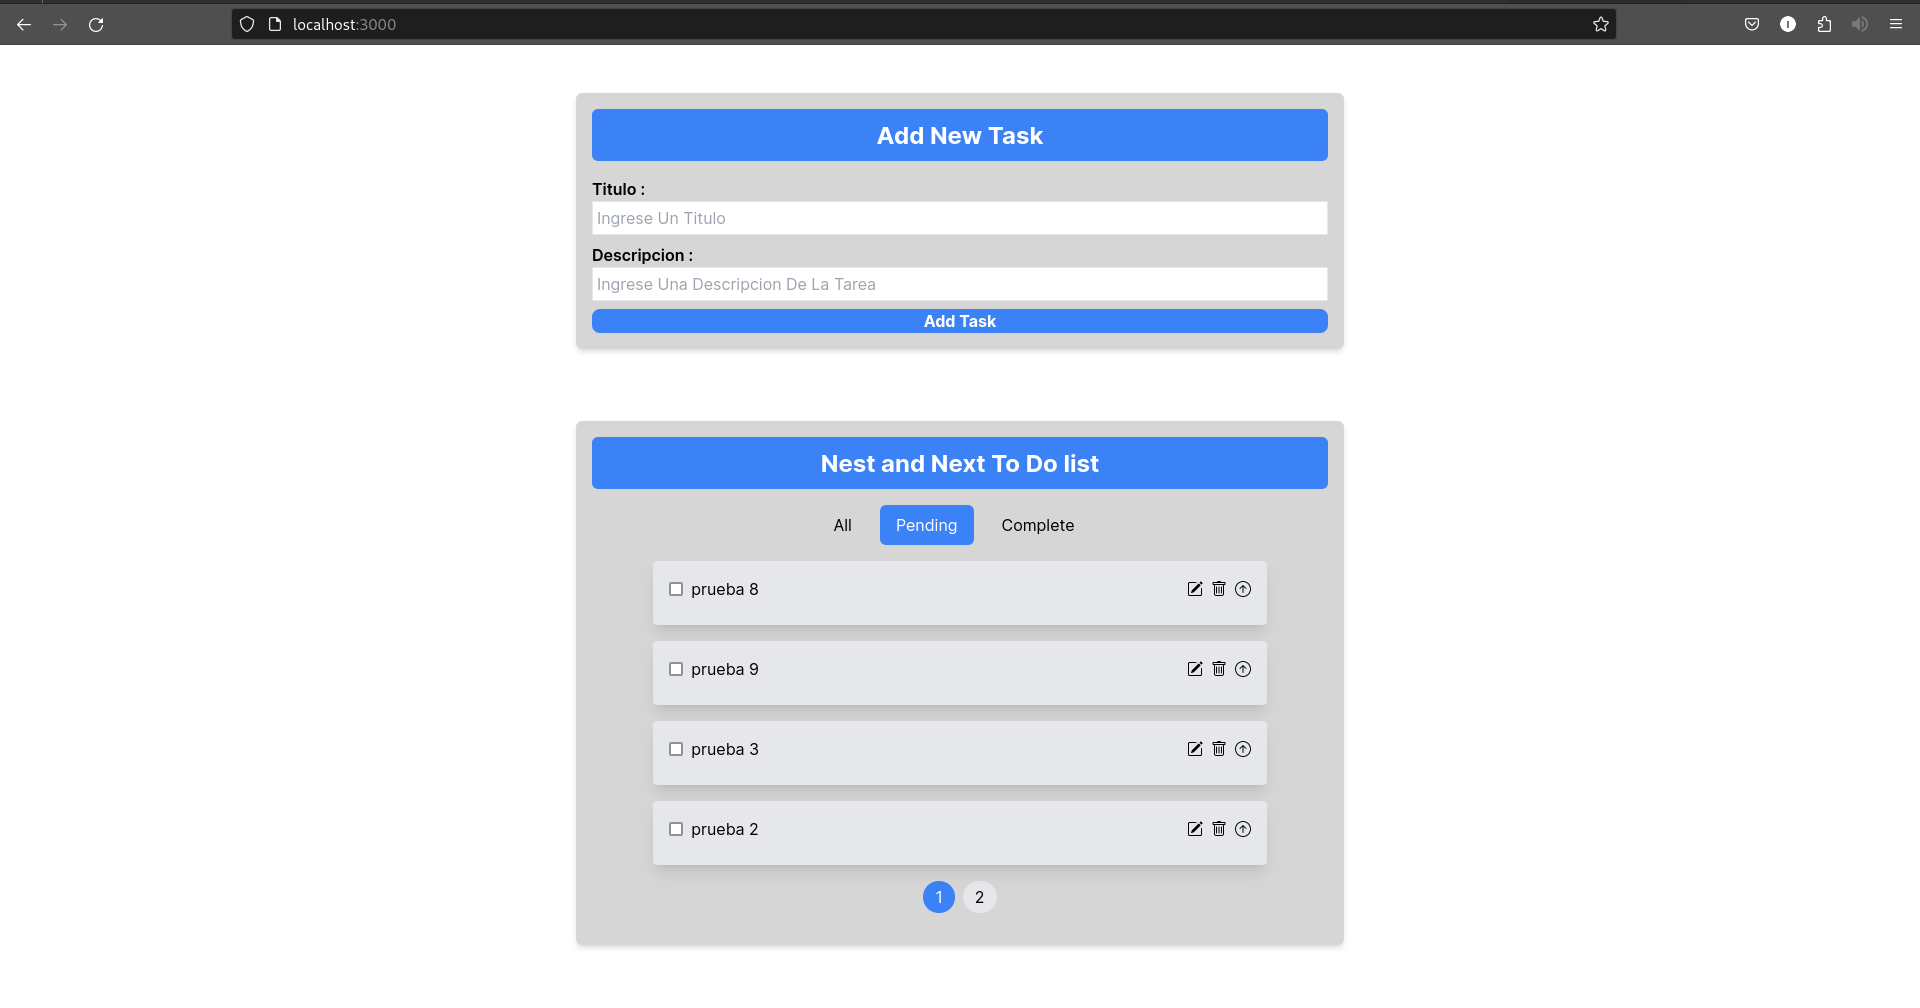 localhost:3000
Add New Task
Titulo :
Ingrese Un Titulo
Descripcion :
Ingrese Una Descripcion De La Tarea
Add Task
Nest and Next To Do list
All Pending Complete
prueba 8
prueba 9
prueba 3
prueba 2
1 2